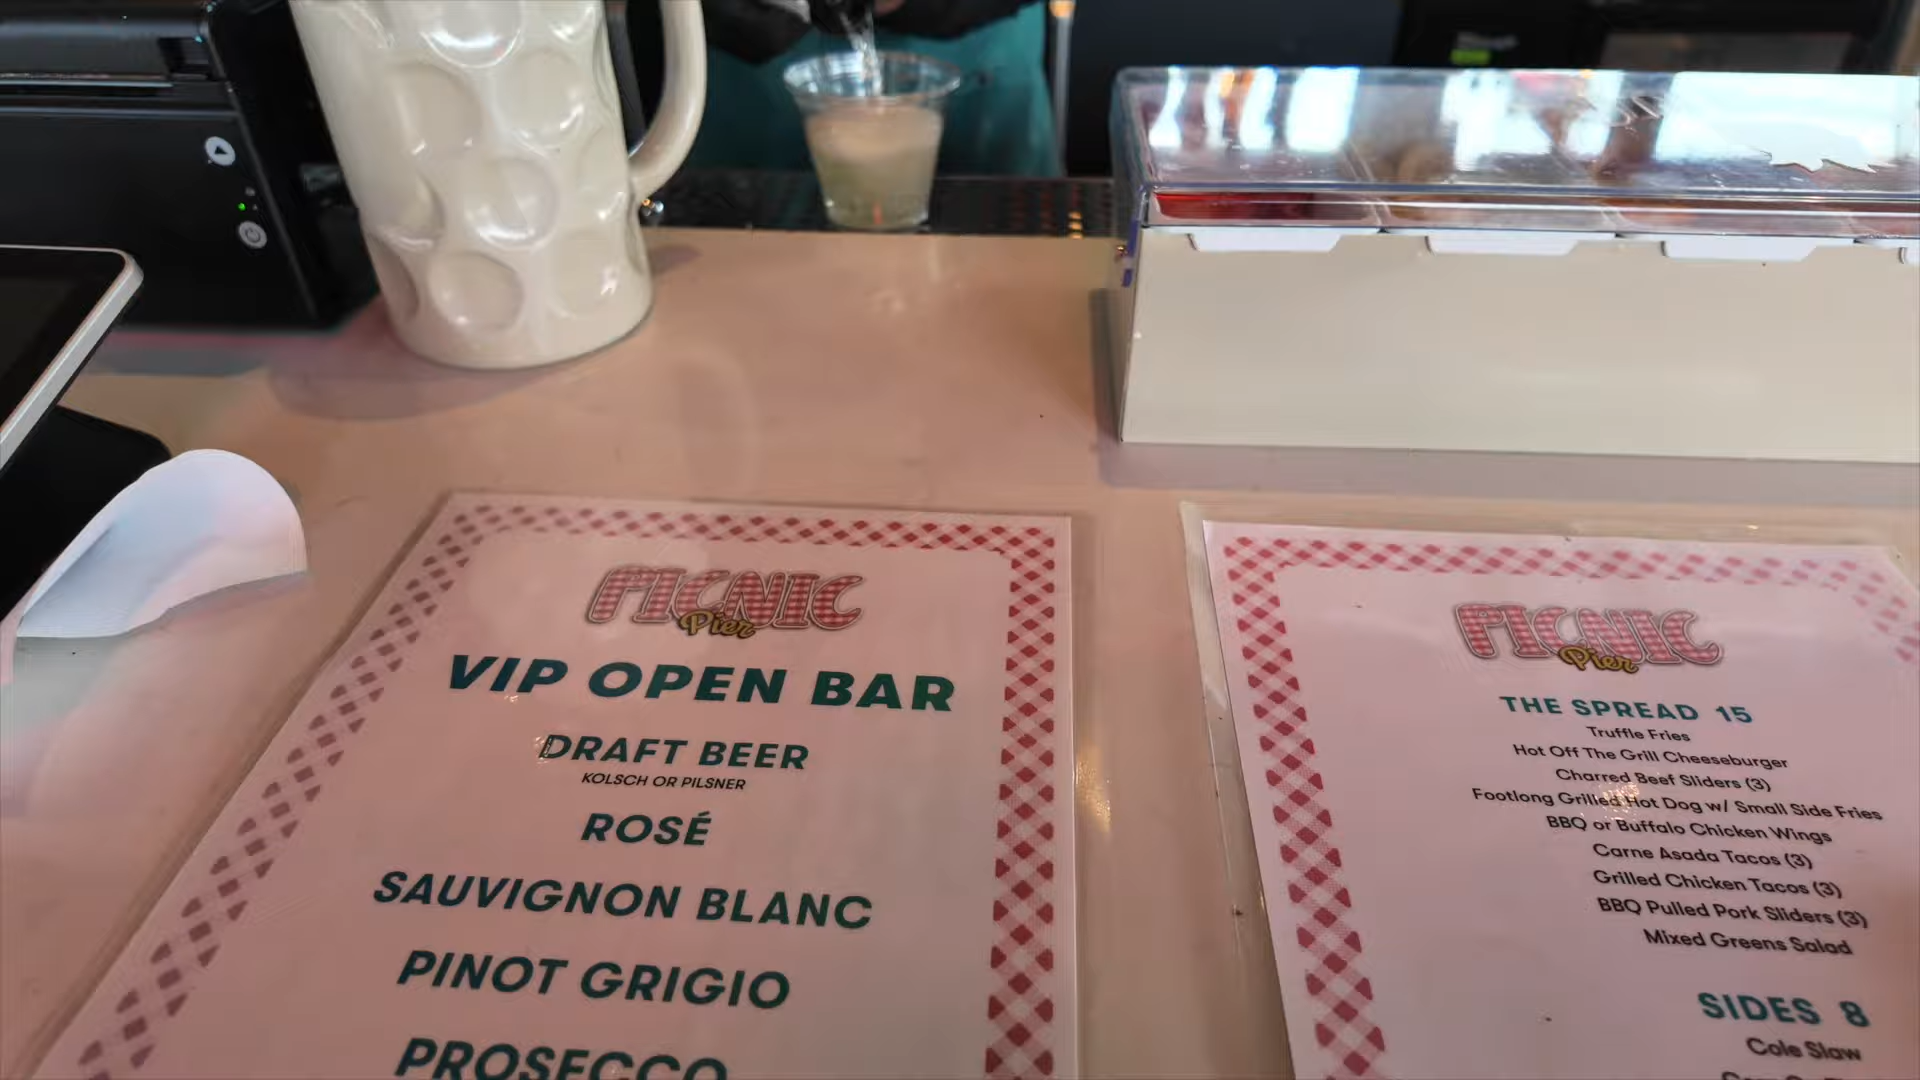 PICNIC
Pier
VIP OPEN BAR
DRAFT BEER
KOLSCH OR PILSNER
ROSÉ
SAUVIGNON BLANC
PINOT GRIGIO
PROSECCO
PICNIC
Pier
THE SPREAD 15
Truffle Fries
Hot Off The Grill Cheeseburger
Charred Beef Sliders (3)
Footlong Grilled Hot Dog w/ Small Side Fries
BBQ or Buffalo Chicken Wings
Carne Asada Tacos (3)
Grilled Chicken Tacos (3)
BBQ Pulled Pork Sliders (3)
Mixed Greens Salad
SIDES 8
Cole Slaw